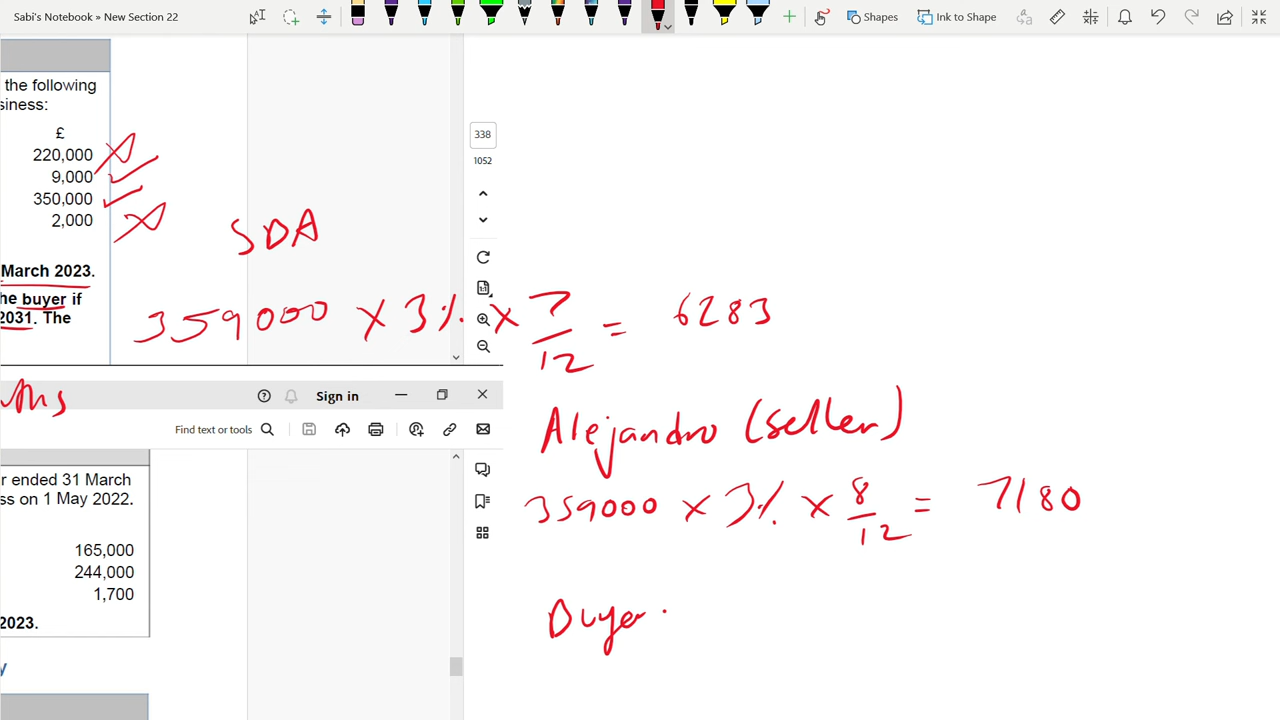 Sabi's Notebook » New Section 22
Shapes
Ink to Shape
the following
siness:
£
220,000
9,000
350,000
2,000
March 2023.
he buyer if
2031. The
338
1052
SDA
359000 × 3% × 7/12 = 6283
ths
Sign in
Alejandro (seller)
Find text or tools
r ended 31 March
ss on 1 May 2022.
359000 × 3% × 8/12 = 7180
165,000
244,000
1,700
2023.
Buyer
y